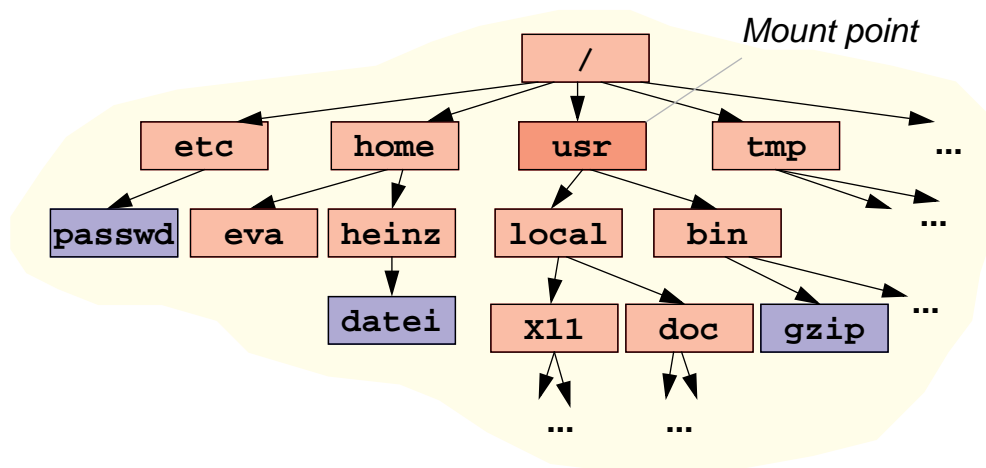 Mount point
/
etc home usr tmp ...
passwd eva heinz local bin ...
datei X11 doc gzip ...
... ...